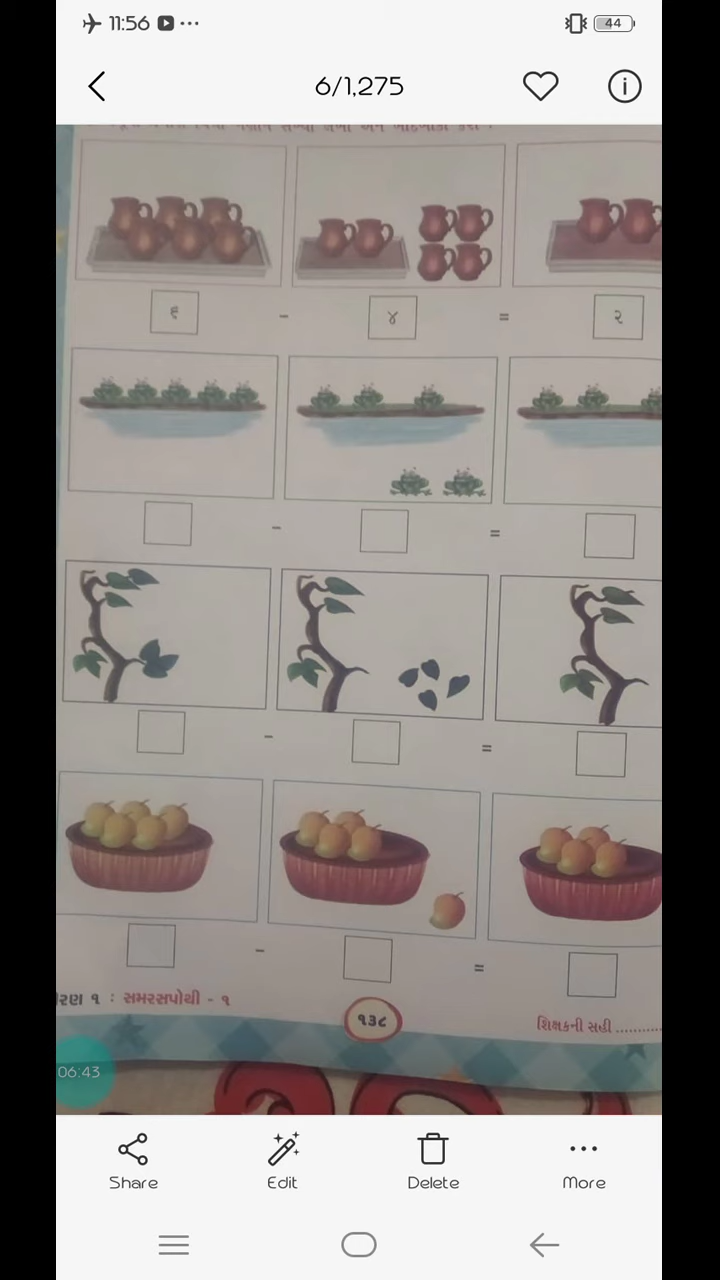 11:56
44
6/1,275
૬ - ૪ = ૨
- =
- =
- =
રણ ૧ : સમરસપોથી - ૧
૧૩૮
શિક્ષકની સહી ..........
06:43
Share Edit Delete More